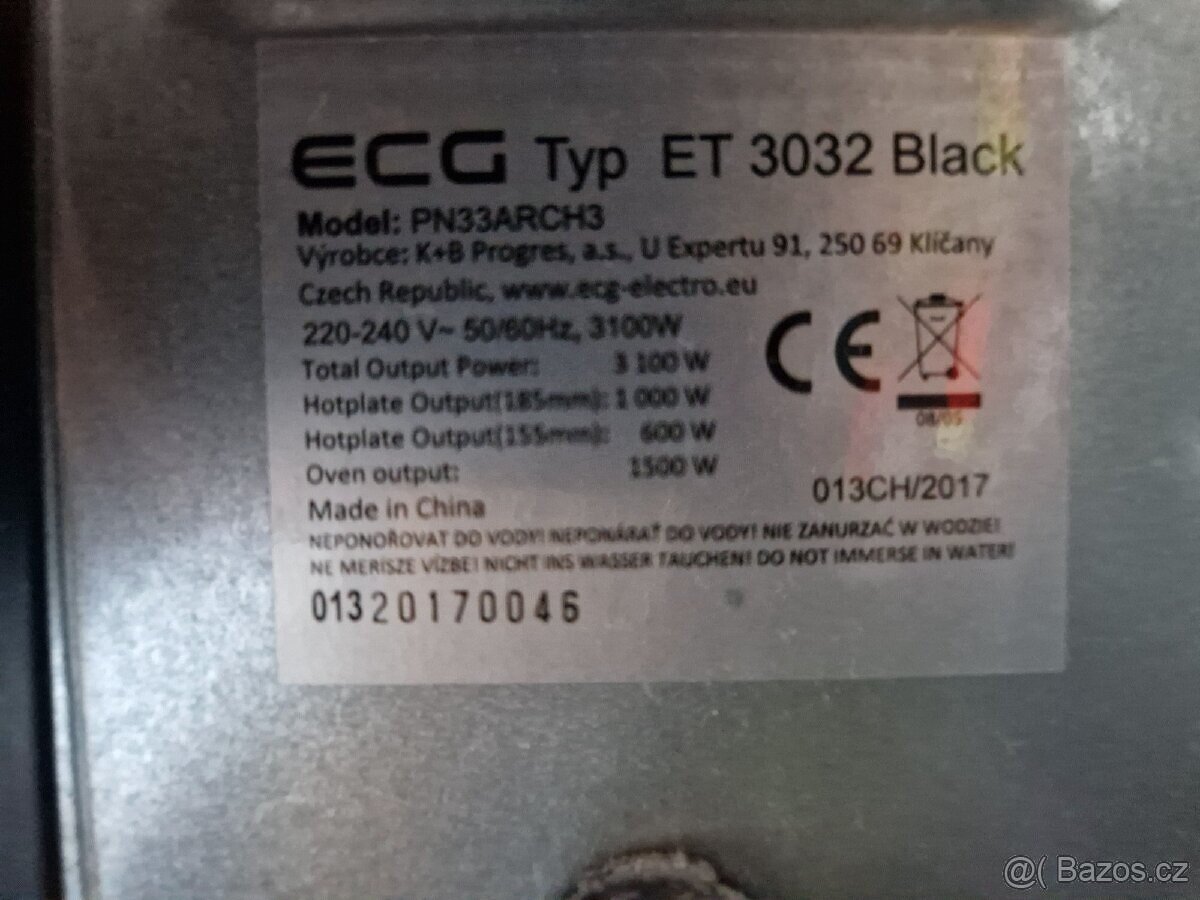 ECG Typ ET 3032 Black
Model: PN33ARCH3
Výrobce: K+B Progres, a.s., U Expertu 91, 250 69 Klíčany
Czech Republic, www.ecg-electro.eu
220-240 V~ 50/60Hz, 3100W
Total Output Power: 3 100 W
Hotplate Output(185mm): 1 000 W
Hotplate Output(155mm): 600 W
Oven output: 1500 W
CE
08/05
Made in China
013CH/2017
NEPONOŘOVAT DO VODY! NEPONÁRAŤ DO VODY! NIE ZANURZAĆ W WODZIE!
NE MERISZE VÍZBE! NICHT INS WASSER TAUCHEN! DO NOT IMMERSE IN WATER!
01320170046
@( Bazos.cz